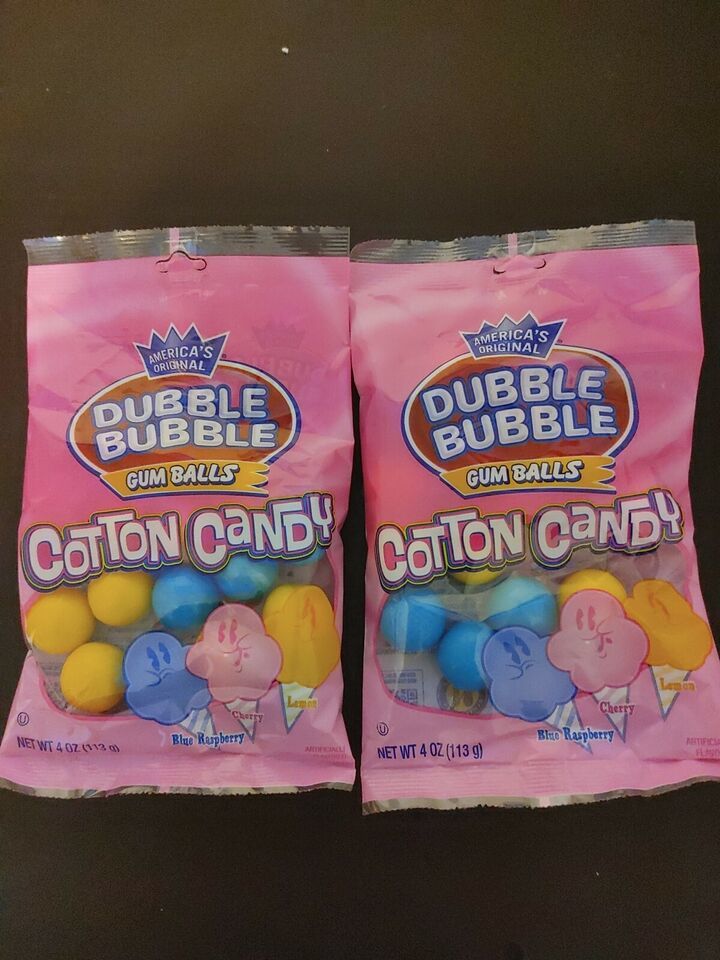 AMERICA'S
ORIGINAL
DUBBLE
BUBBLE
GUM BALLS
COTTON CANDY
Lemon
Cherry
Blue Raspberry
U
NET WT 4 OZ (113 g)
ARTIFICIALL
AMERICA'S
ORIGINAL
DUBBLE
BUBBLE
GUM BALLS
COTTON CANDY
Lemon
Cherry
Blue Raspberry
U
NET WT 4 OZ (113 g)